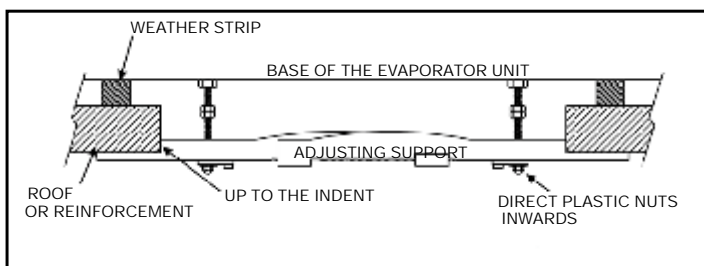 WEATHER STRIP
BASE OF THE EVAPORATOR UNIT
ADJUSTING SUPPORT
ROOF
OR REINFORCEMENT
UP TO THE INDENT
DIRECT PLASTIC NUTS
INWARDS